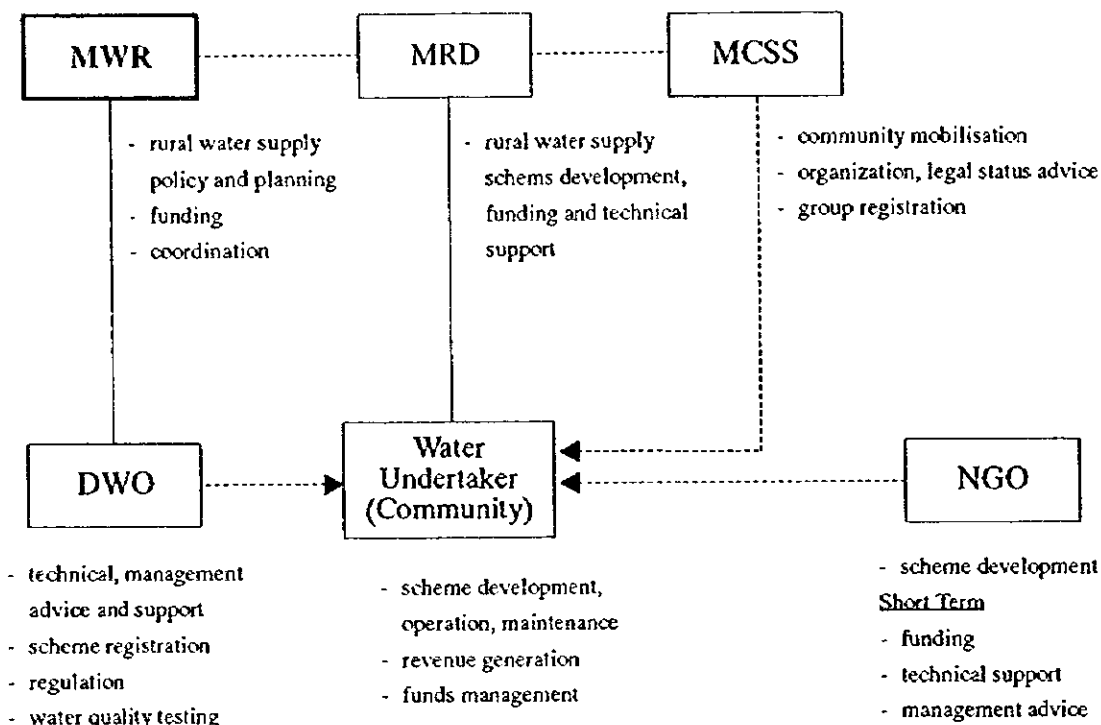 MWR
MRD
MCSS
- rural water supply
policy and planning
- funding
- coordination
- rural water supply
schems development,
funding and technical
support
- community mobilisation
- organization, legal status advice
- group registration
DWO
Water
Undertaker
(Community)
NGO
- technical, management
advice and support
- scheme registration
- regulation
- water quality testing
- scheme development,
operation, maintenance
- revenue generation
- funds management
- scheme development
Short Term
- funding
- technical support
- management advice